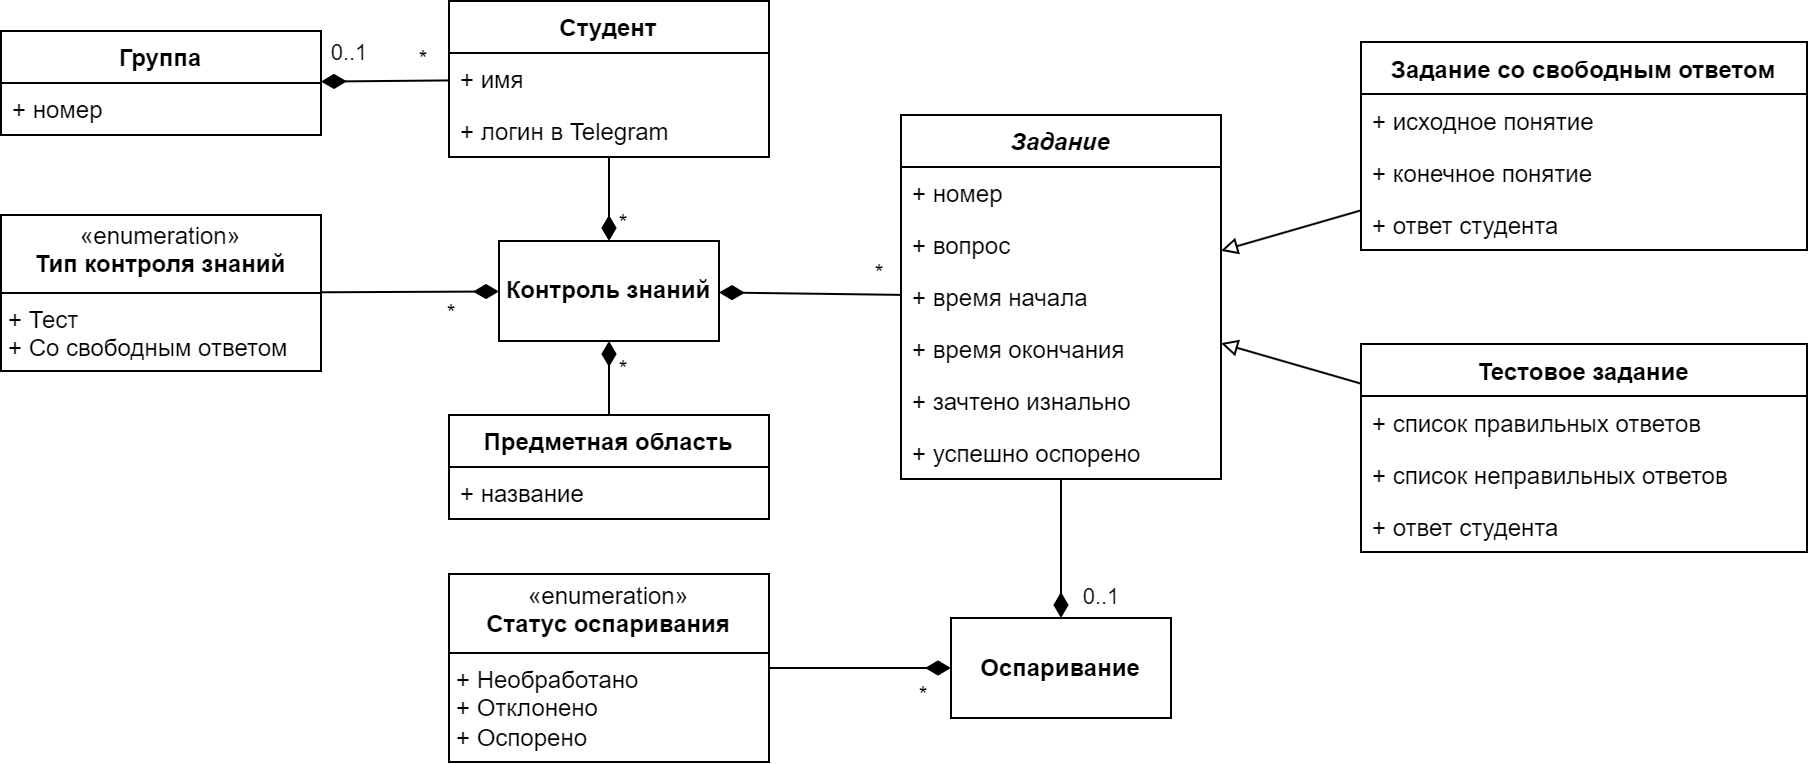 Группа
+ номер
0..1
*
Студент
+ имя
+ логин в Telegram
*
«enumeration»
Тип контроля знаний
+ Тест
+ Со свободным ответом
*
Контроль знаний
*
*
Предметная область
+ название
Задание
+ номер
+ вопрос
+ время начала
+ время окончания
+ зачтено изнально
+ успешно оспорено
Задание со свободным ответом
+ исходное понятие
+ конечное понятие
+ ответ студента
Тестовое задание
+ список правильных ответов
+ список неправильных ответов
+ ответ студента
«enumeration»
Статус оспаривания
+ Необработано
+ Отклонено
+ Оспорено
*
0..1
Оспаривание